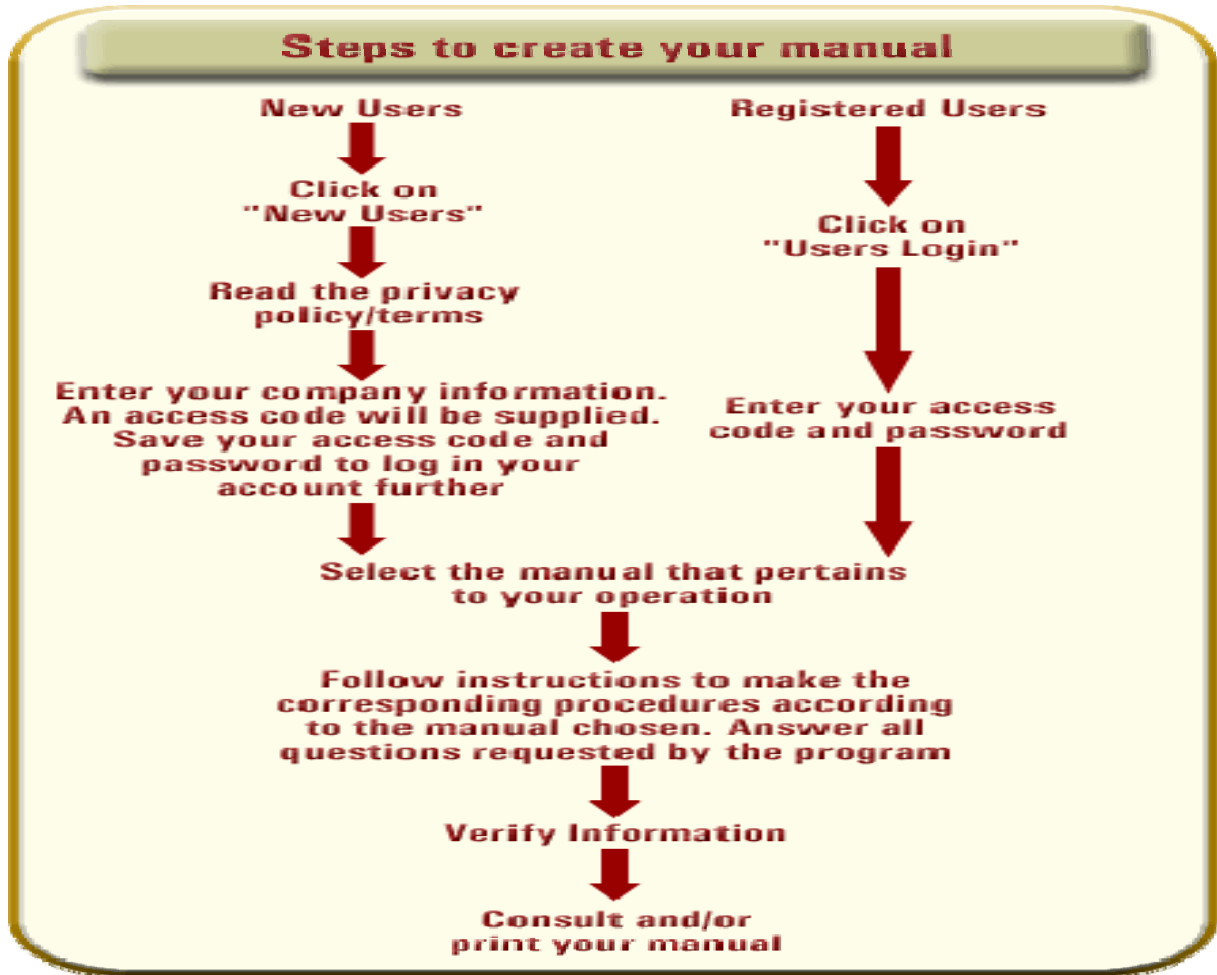 Steps to create your manual
New Users
Click on
"New Users"
Read the privacy
policy/terms
Enter your company information.
An access code will be supplied.
Save your access code and
password to log in your
account further
Registered Users
Click on
"Users Login"
Enter your access
code and password
Select the manual that pertains
to your operation
Follow instructions to make the
corresponding procedures according
to the manual chosen. Answer all
questions requested by the program
Verify Information
Consult and/or
print your manual